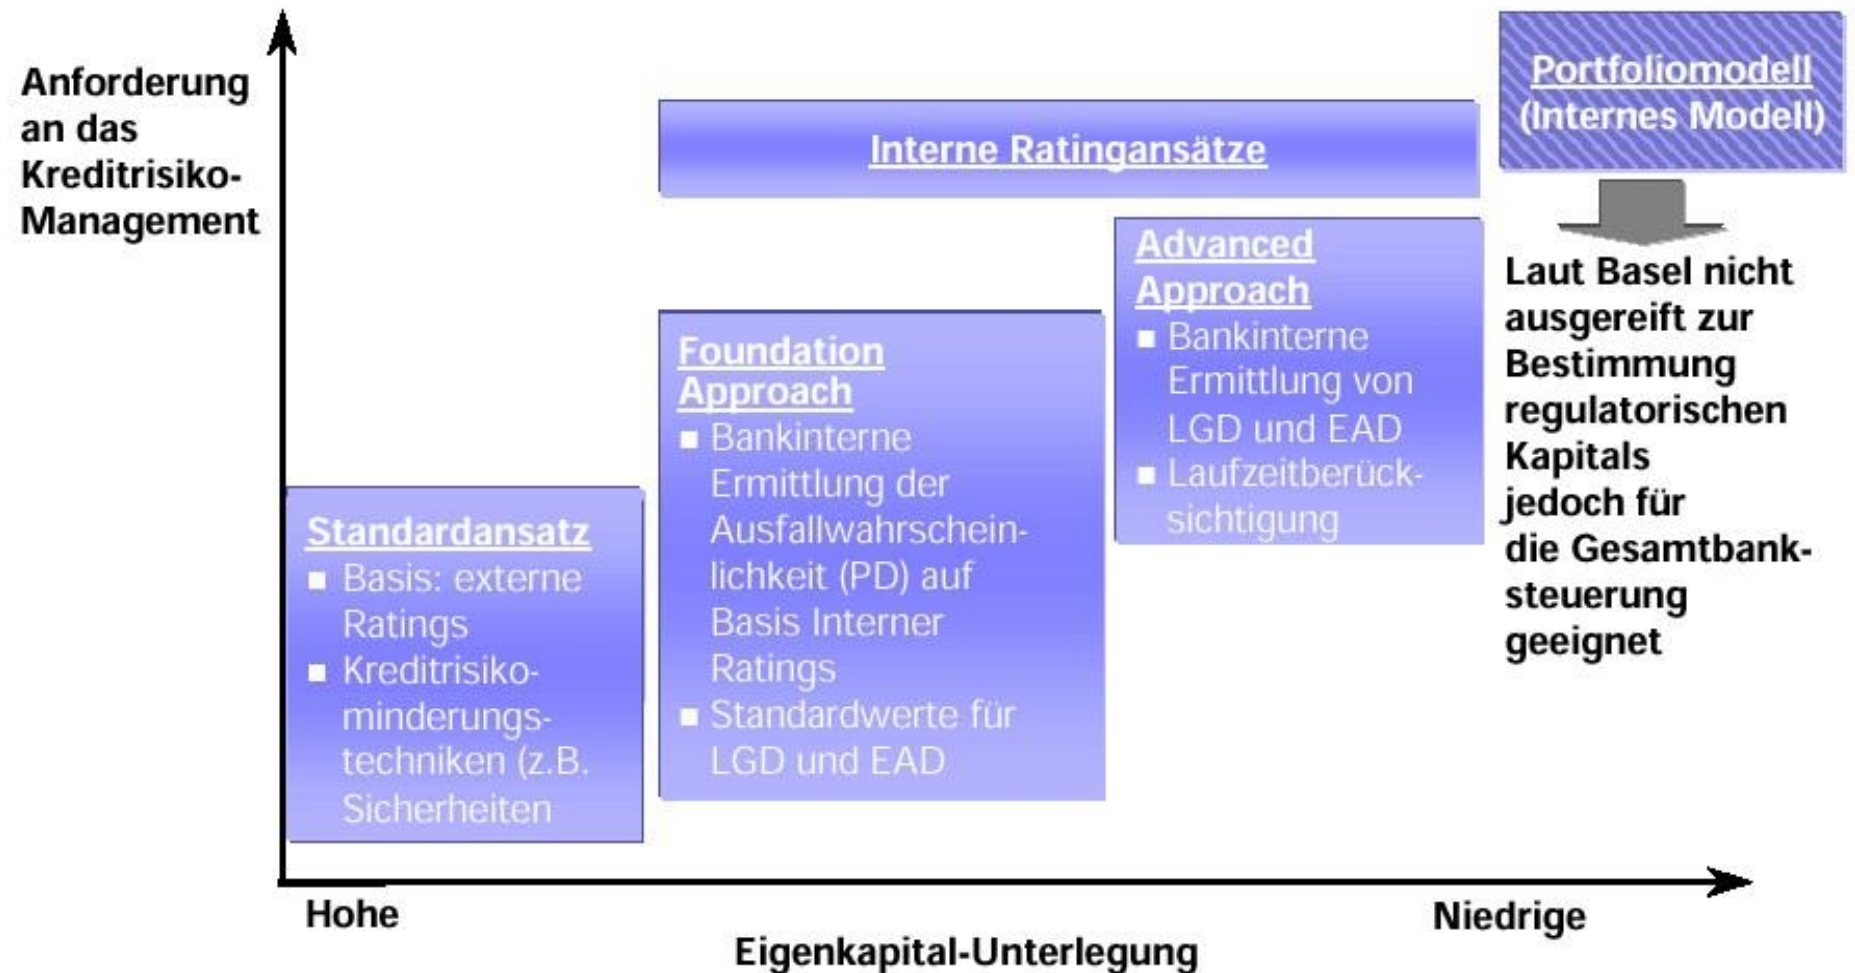 Anforderung
an das
Kreditrisiko-
Management
Portfoliomodell
(Internes Modell)
Interne Ratingansätze
Laut Basel nicht
ausgereift zur
Bestimmung
regulatorischen
Kapitals
jedoch für
die Gesamtbank-
steuerung
geeignet
Advanced
Approach
■ Bankinterne
Ermittlung von
LGD und EAD
■ Laufzeitberück-
sichtigung
Foundation
Approach
■ Bankinterne
Ermittlung der
Ausfallwahrschein-
lichkeit (PD) auf
Basis Interner
Ratings
■ Standardwerte für
LGD und EAD
Standardansatz
■ Basis: externe
Ratings
■ Kreditrisiko-
minderungs-
techniken (z.B.
Sicherheiten
Hohe
Niedrige
Eigenkapital-Unterlegung